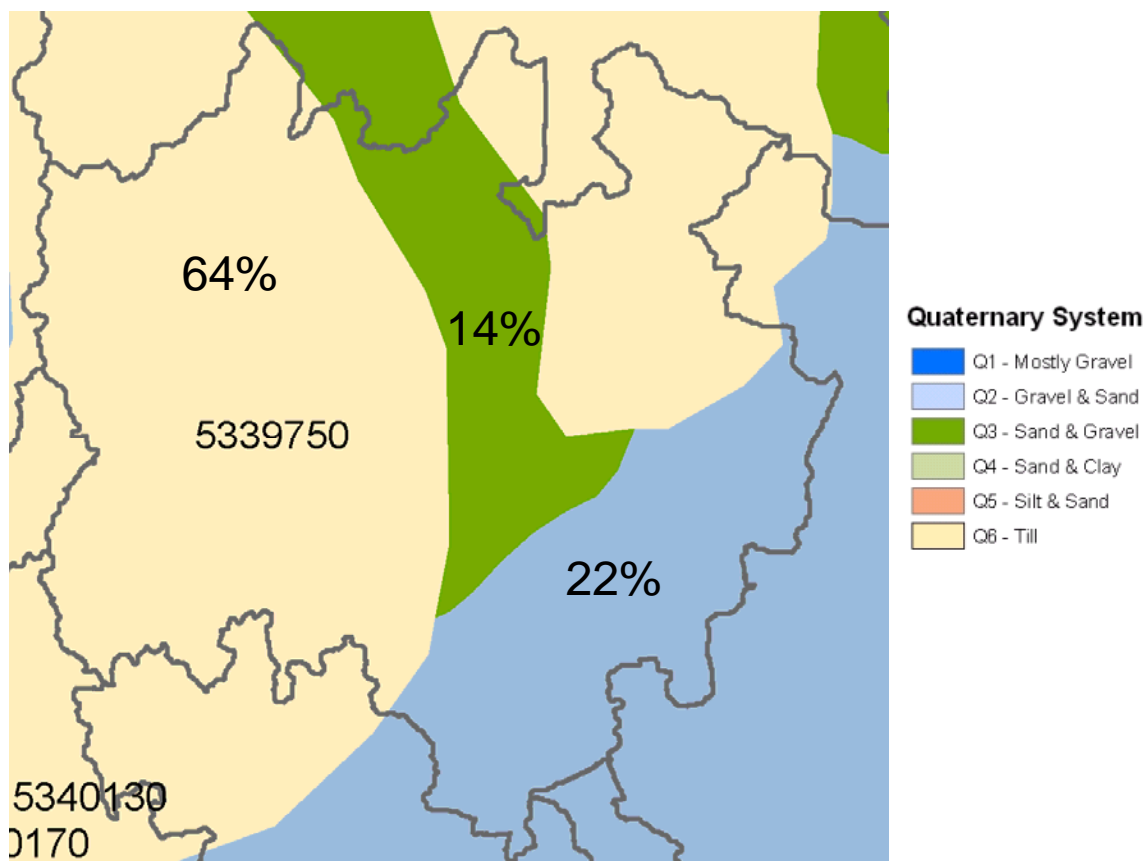 64%
14%
5339750
22%
5340130
0170
Quaternary System
Q1 - Mostly Gravel
Q2 - Gravel & Sand
Q3 - Sand & Gravel
Q4 - Sand & Clay
Q5 - Silt & Sand
Q6 - Till